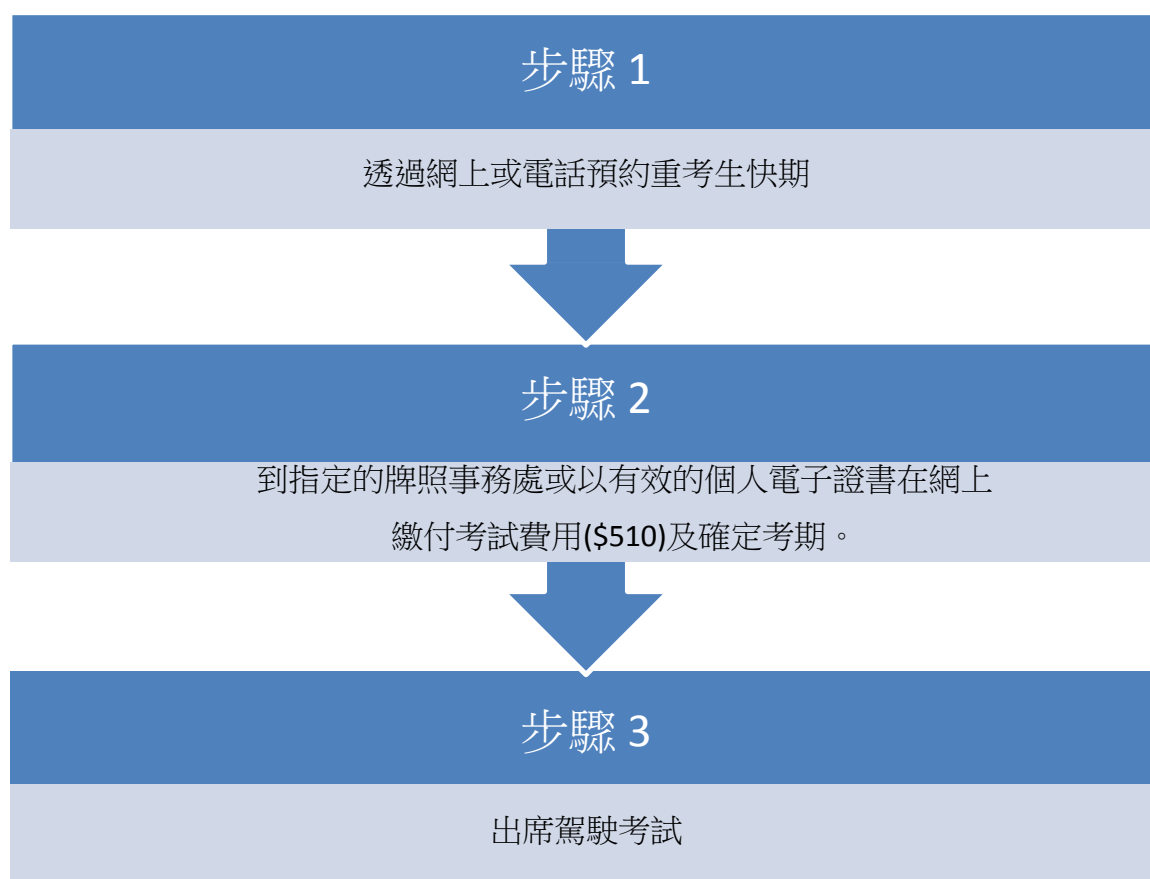 步驟 1
透過網上或電話預約重考生快期
步驟 2
到指定的牌照事務處或以有效的個人電子證書在網上
繳付考試費用($510)及確定考期。
步驟 3
出席駕駛考試